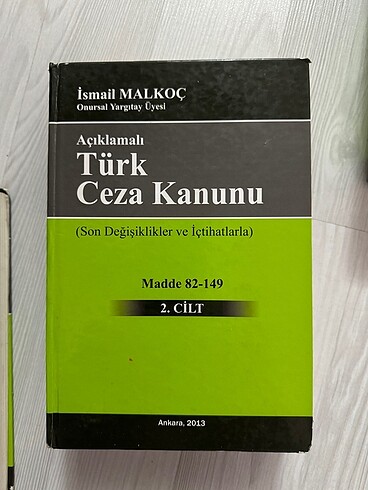 İsmail MALKOÇ
Onursal Yargıtay Üyesi
Açıklamalı
Türk
Ceza Kanunu
(Son Değişiklikler ve İçtihatlarla)
Madde 82-149
2. CİLT
Ankara, 2013